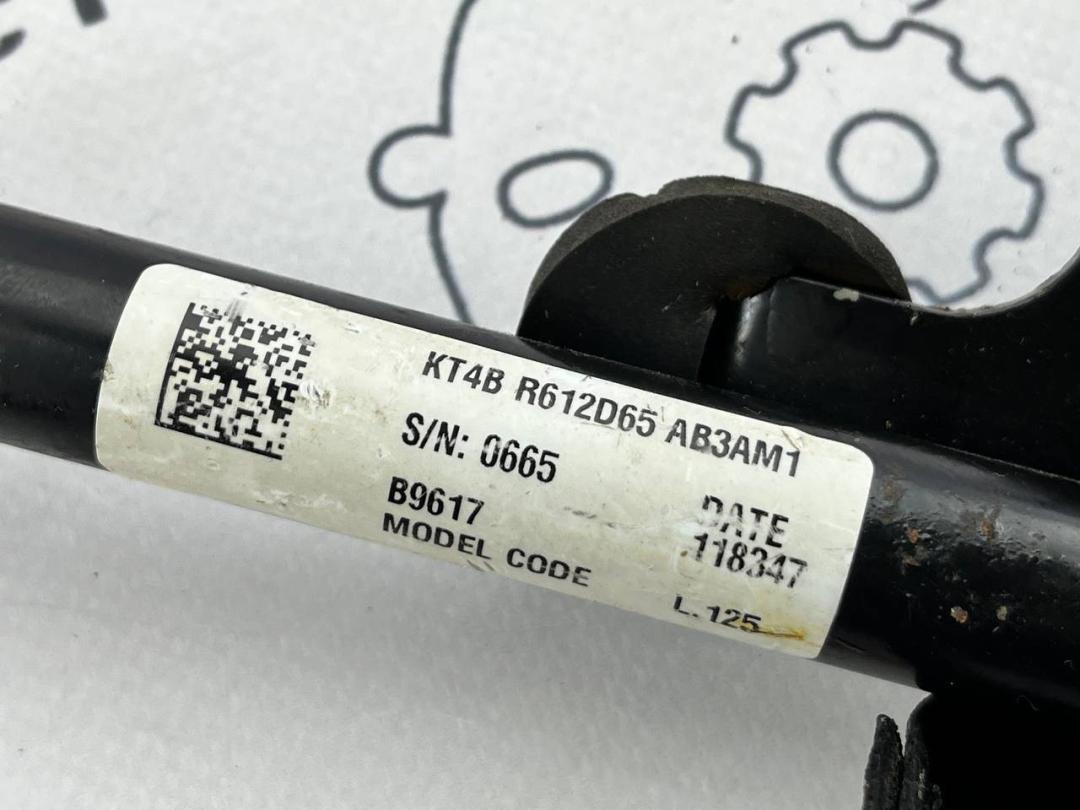 KT4B R612D65 AB3AM1
S/N: 0665
B9617
MODEL CODE
DATE
118347
L.125